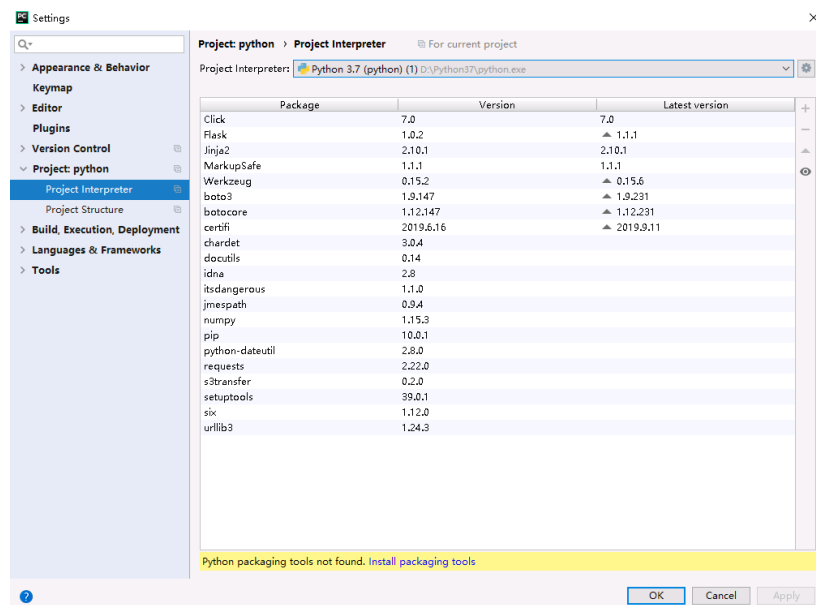 PC Settings
Project: python › Project Interpreter For current project
Appearance & Behavior
Project Interpreter: Python 3.7 (python) (1) D:\Python37\python.exe
Keymap
Editor
Plugins
Version Control
Project: python
Project Interpreter
Project Structure
Build, Execution, Deployment
Languages & Frameworks
Tools
Package Version Latest version
Click 7.0 7.0
Flask 1.0.2 1.1.1
Jinja2 2.10.1 2.10.1
MarkupSafe 1.1.1 1.1.1
Werkzeug 0.15.2 0.15.6
boto3 1.9.147 1.9.231
botocore 1.12.147 1.12.231
certifi 2019.6.16 2019.9.11
chardet 3.0.4
docutils 0.14
idna 2.8
itsdangerous 1.1.0
jmespath 0.9.4
numpy 1.15.3
pip 10.0.1
python-dateutil 2.8.0
requests 2.22.0
s3transfer 0.2.0
setuptools 39.0.1
six 1.12.0
urllib3 1.24.3
Python packaging tools not found. Install packaging tools
? OK Cancel Apply